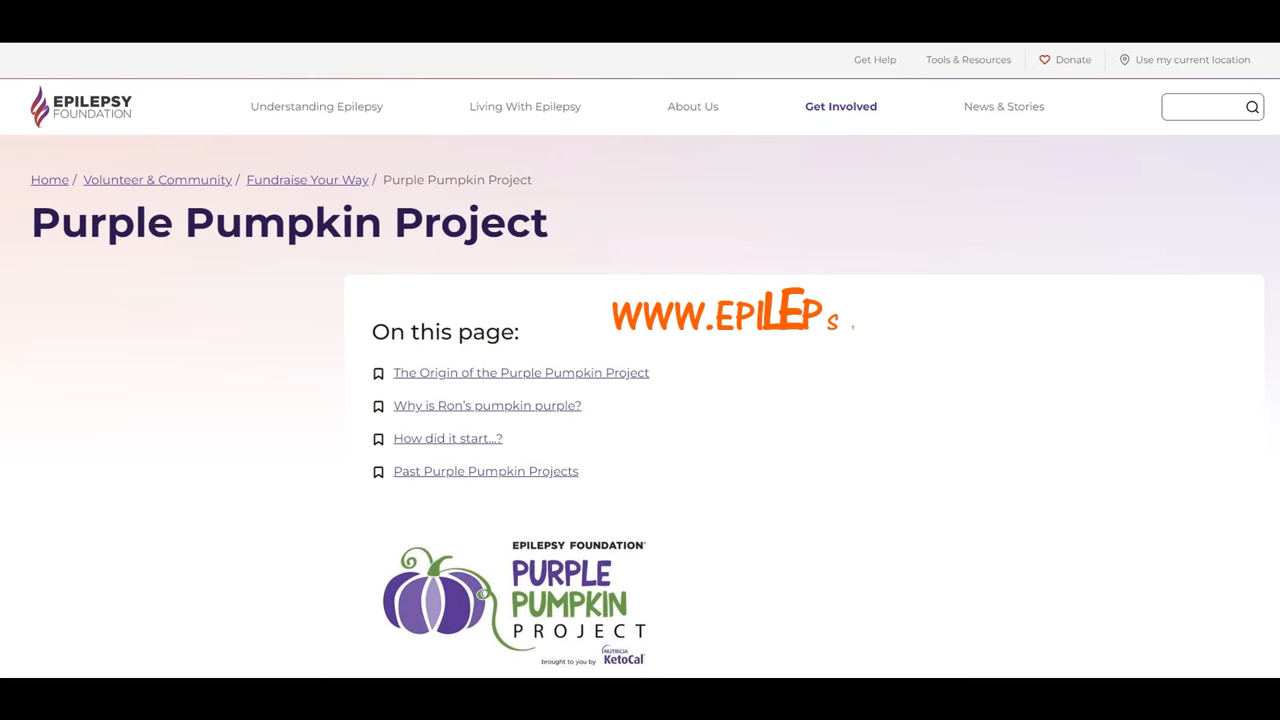 Get Help Tools & Resources Donate Use my current location
EPILEPSY
FOUNDATION
Understanding Epilepsy Living With Epilepsy About Us Get Involved News & Stories
Home / Volunteer & Community / Fundraise Your Way / Purple Pumpkin Project
Purple Pumpkin Project
WWW.EPILEPS
On this page:
The Origin of the Purple Pumpkin Project
Why is Ron's pumpkin purple?
How did it start...?
Past Purple Pumpkin Projects
EPILEPSY FOUNDATION®
PURPLE
PUMPKIN
PROJECT
brought to you by NUTRICIA KetoCal